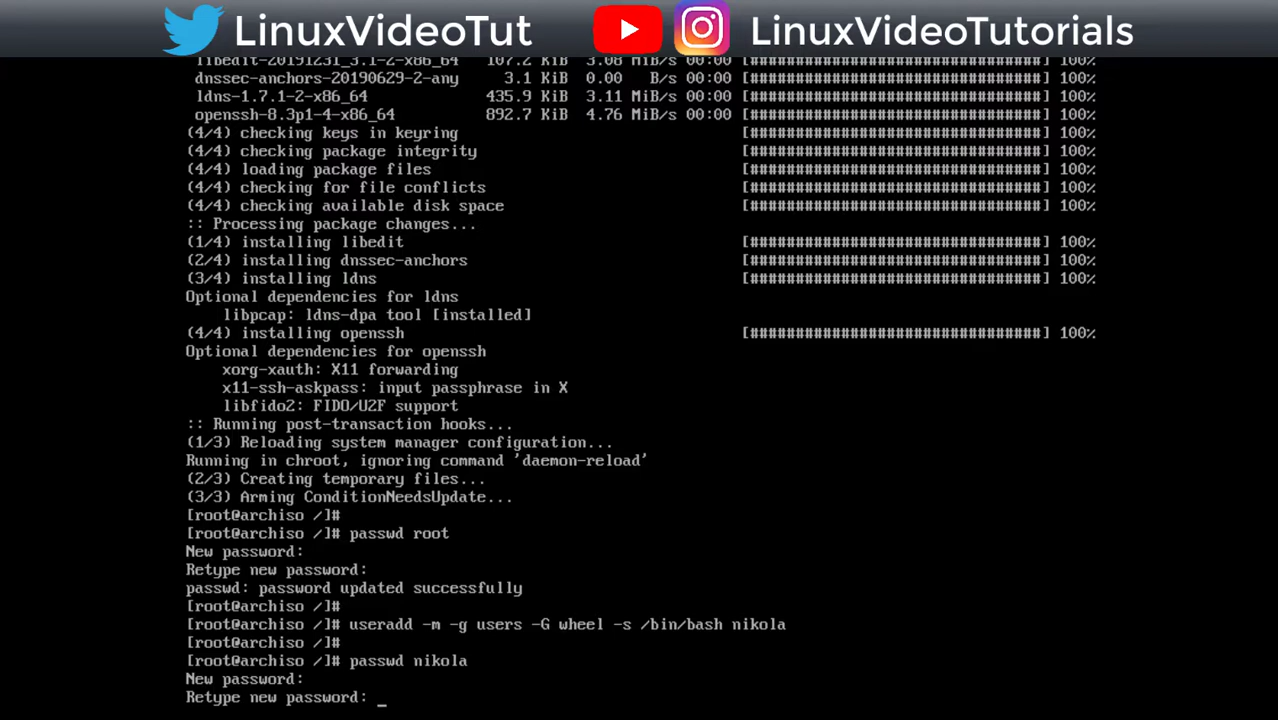 LinuxVideoTut LinuxVideoTutorials
libedit-20191231_3.1-2-x86_64 107.2 KiB 3.08 MiB/s 00:00 [################################] 100%
dnssec-anchors-20190629-2-any 3.1 KiB 0.00 B/s 00:00 [################################] 100%
ldns-1.7.1-2-x86_64 435.9 KiB 3.11 MiB/s 00:00 [################################] 100%
openssh-8.3p1-4-x86_64 892.7 KiB 4.76 MiB/s 00:00 [################################] 100%
(4/4) checking keys in keyring [################################] 100%
(4/4) checking package integrity [################################] 100%
(4/4) loading package files [################################] 100%
(4/4) checking for file conflicts [################################] 100%
(4/4) checking available disk space [################################] 100%
:: Processing package changes...
(1/4) installing libedit [################################] 100%
(2/4) installing dnssec-anchors [################################] 100%
(3/4) installing ldns [################################] 100%
Optional dependencies for ldns
libpcap: ldns-dpa tool [installed]
(4/4) installing openssh [################################] 100%
Optional dependencies for openssh
xorg-xauth: X11 forwarding
x11-ssh-askpass: input passphrase in X
libfido2: FIDO/U2F support
:: Running post-transaction hooks...
(1/3) Reloading system manager configuration...
Running in chroot, ignoring command 'daemon-reload'
(2/3) Creating temporary files...
(3/3) Arming ConditionNeedsUpdate...
[root@archiso /]#
[root@archiso /]# passwd root
New password:
Retype new password:
passwd: password updated successfully
[root@archiso /]#
[root@archiso /]# useradd -m -g users -G wheel -s /bin/bash nikola
[root@archiso /]#
[root@archiso /]# passwd nikola
New password:
Retype new password: _